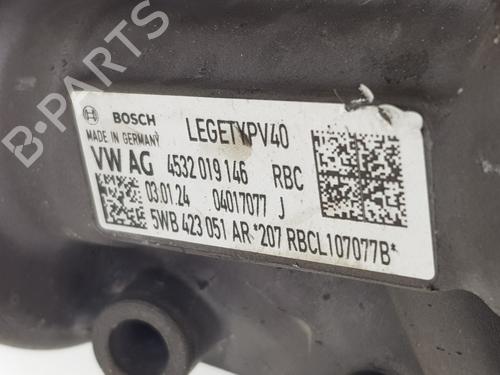 BOSCH LEGETYPV40
MADE IN GERMANY
VW AG 4532 019 146 RBC
03.01.24 04017077 J
5WB 423 051 AR *207 RBCL107077B*
B-PARTS